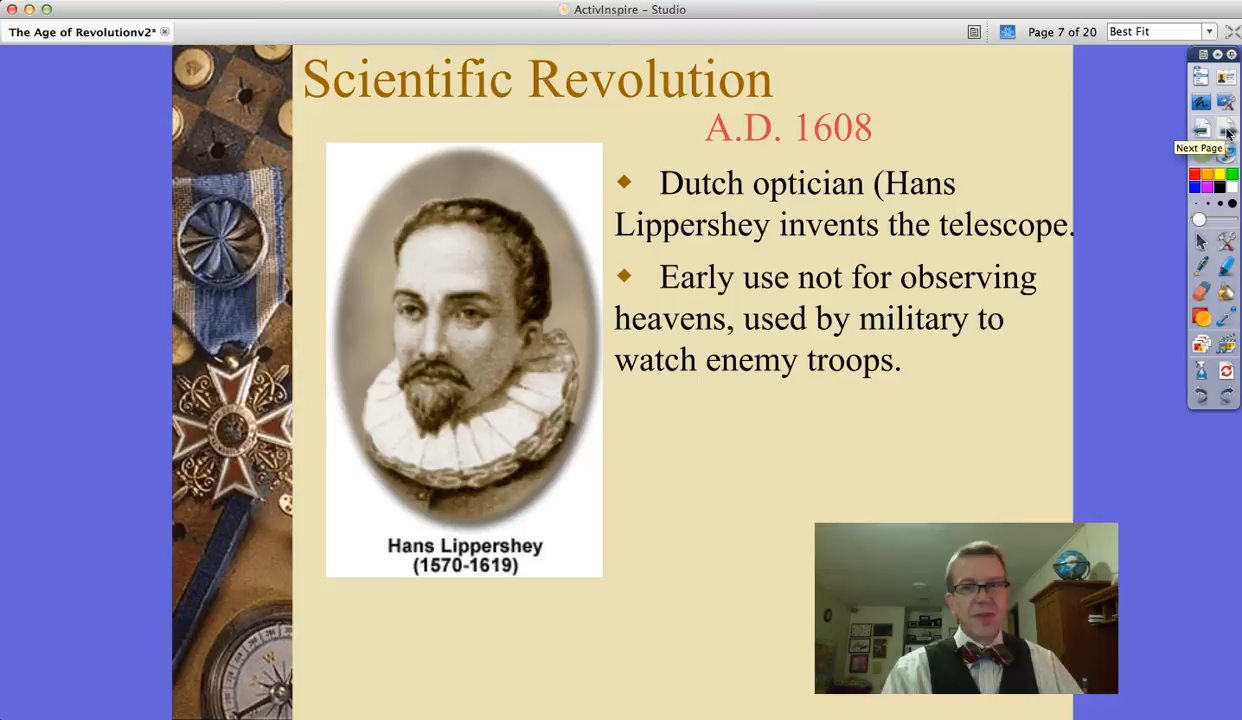 ActivInspire – Studio
The Age of Revolutionv2*
Page 7 of 20
Best Fit
Scientific Revolution
A.D. 1608
Next Page
Dutch optician (Hans
Lippershey invents the telescope.
Early use not for observing
heavens, used by military to
watch enemy troops.
Hans Lippershey
(1570-1619)